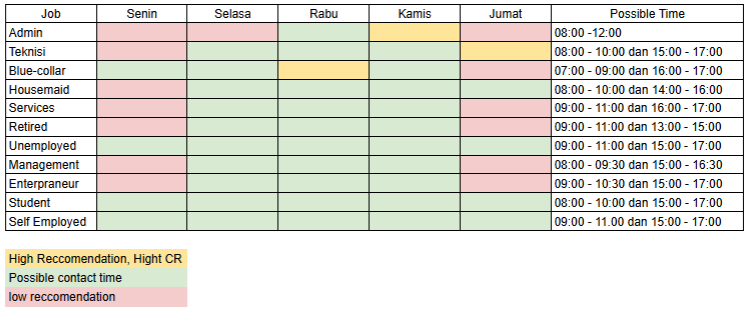 Job Senin Selasa Rabu Kamis Jumat Possible Time
Admin 08:00 -12:00
Teknisi 08:00 - 10:00 dan 15:00 - 17:00
Blue-collar 07:00 - 09:00 dan 16:00 - 17:00
Housemaid 08:00 - 10:00 dan 14:00 - 16:00
Services 09:00 - 11:00 dan 16:00 - 17:00
Retired 09:00 - 11:00 dan 13:00 - 15:00
Unemployed 09:00 - 11:00 dan 15:00 - 17:00
Management 08:00 - 09:30 dan 15:00 - 16:30
Enterpraneur 09:00 - 10:30 dan 15:00 - 17:00
Student 08:00 - 10:00 dan 15:00 - 17:00
Self Employed 09:00 - 11.00 dan 15:00 - 17:00
High Reccomendation, Hight CR
Possible contact time
low reccomendation